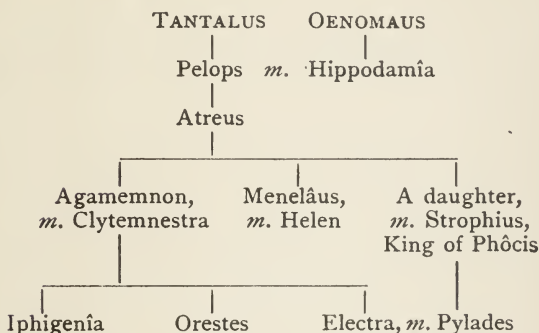 TANTALUS OENOMAUS
Pelops m. Hippodamîa
Atreus
Agamemnon, Menelâus, A daughter,
m. Clytemnestra m. Helen m. Strophius,
King of Phôcis
Iphigenîa Orestes Electra, m. Pylades